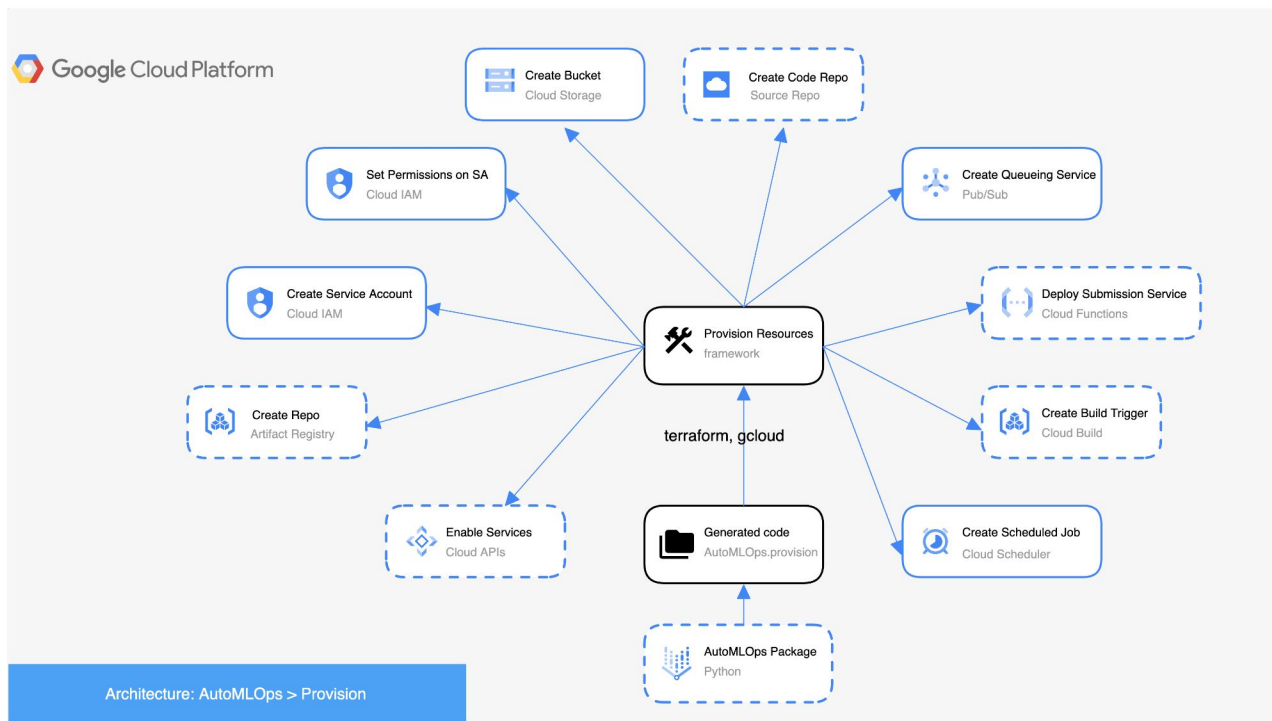 Google Cloud Platform
Create Bucket
Cloud Storage
Create Code Repo
Source Repo
Set Permissions on SA
Cloud IAM
Create Queueing Service
Pub/Sub
Create Service Account
Cloud IAM
Deploy Submission Service
Cloud Functions
Provision Resources
framework
Create Repo
Artifact Registry
Create Build Trigger
Cloud Build
terraform, gcloud
Enable Services
Cloud APIs
Generated code
AutoMLOps.provision
Create Scheduled Job
Cloud Scheduler
AutoMLOps Package
Python
Architecture: AutoMLOps > Provision